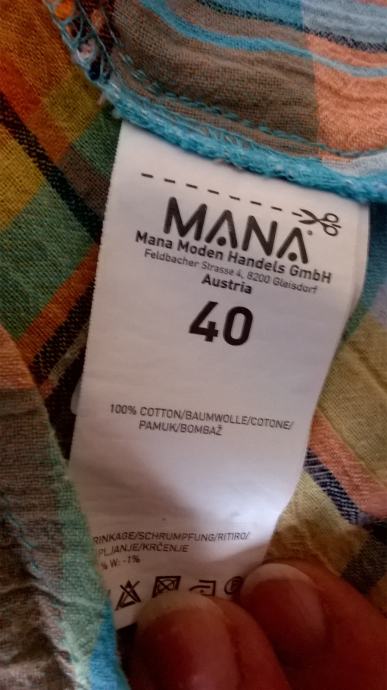 MANA®
Mana Moden Handels GmbH
Feldbacher Strasse 4, 8200 Gleisdorf
Austria
40
100% COTTON/BAUMWOLLE/COTONE/
PAMUK/BOMBAŽ
RINKAGE/SCHRUMPFUNG/RITIRO/
PLJANJE/KRČENJE
% W: -1%